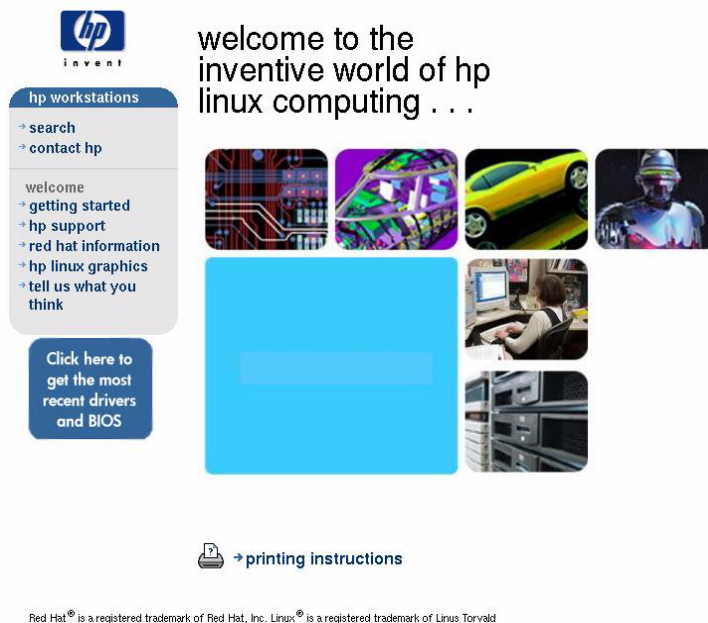 hp
invent
welcome to the
inventive world of hp
linux computing . . .
hp workstations
search
contact hp
welcome
getting started
hp support
red hat information
hp linux graphics
tell us what you
think
Click here to
get the most
recent drivers
and BIOS
printing instructions
Red Hat® is a registered trademark of Red Hat, Inc. Linux® is a registered trademark of Linus Torvald